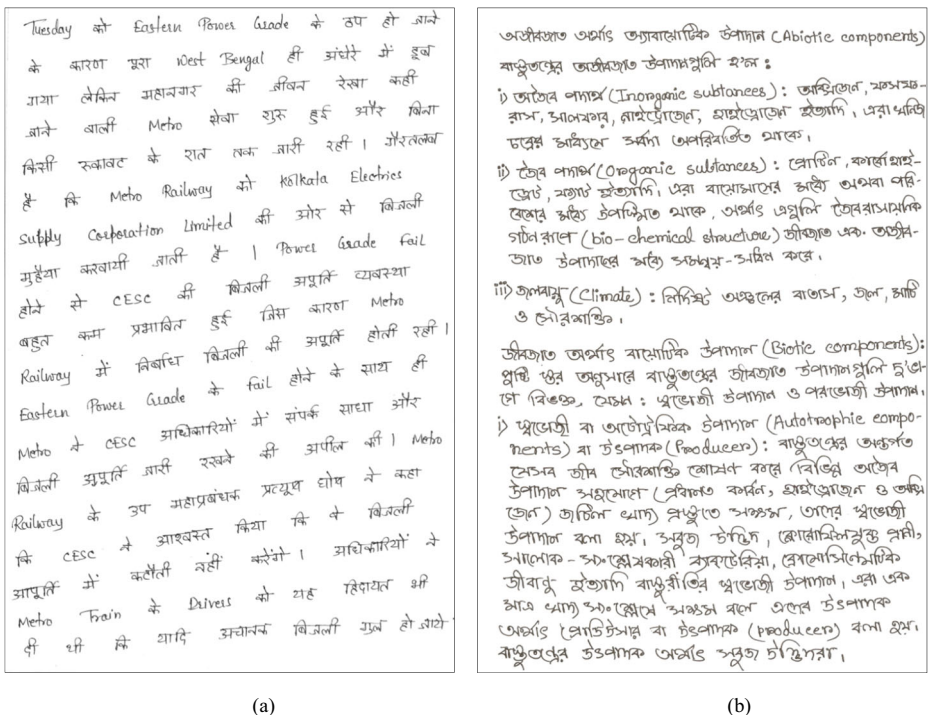 Tuesday को Eastern Power Grade के ठप हो जाने
के कारण पूरा West Bengal ही अंधेरे में डूब
गया लेकिन महानगर की जीवन रेखा कही
जाने बाली Metro सेवा शुरु हुई और बिना
किसी रुकावट के रात तक जारी रही । गौरतलब
है कि Metro Railway को Kolkata Electrics
Supply Corporation Limited की ओर से बिजली
मुहैया करवायी जाती है । Power Grade fail
होने से CESC की बिजली आपूर्ति व्यवस्था
बहुत कम प्रभावित हुई जिस कारण Metro
Railway में निर्बाध बिजली की आपूर्ति होती रही ।
Eastern Power Grade के fail होने के साथ ही
Metro ने CESC अधिकारियों में संपर्क साधा और
बिजली आपूर्ति जारी रखने की अपील की । Metro
Railway के उप महाप्रबंधक प्रत्यूष घोष ने कहा
कि CESC ने आश्वस्त किया कि वे बिजली
आपूर्ति में कटौती नहीं करेंगे । अधिकारियों ने
Metro Train के Drivers को यह हिदायत भी
दी थी कि यादि अचानक बिजली गुल हो जाये
(a)
অজীবজাত অর্থাৎ অ্যাবায়োটিক উপাদান (Abiotic components)
বাস্তুতন্ত্রের অজীবজাত উপাদানগুলি হ'ল :
i) অজৈব পদার্থ (Inorganic subtances) : অক্সিজেন, ফসফ-
রাস, সালফার, নাইট্রোজেন, হাইড্রোজেন ইত্যাদি। এরা খনিজ
চক্রের মাধ্যমে সর্বদা অপরিবর্তিত থাকে।
ii) জৈব পদার্থ (Organic substances) : প্রোটিন, কার্বোহাই-
ড্রেট, ফ্যাট ইত্যাদি। এরা বায়োমাসের মধ্যে অথবা পরি-
বেশের মধ্যে উপস্থিত থাকে, অর্থাৎ এগুলি জৈবরাসায়নিক
গঠন রূপে (bio-chemical structure) জীবজাত এবং অজীব-
জাত উপাদানের মধ্যে সমন্বয়-সাধন করে।
iii) জলবায়ু (Climate) : নির্দিষ্ট অঞ্চলের বাতাস, জল, মাটি
ও সৌরশক্তি।
জীবজাত অর্থাৎ বায়োটিক উপাদান (Biotic components):
পুষ্টি স্তর অনুসারে বাস্তুতন্ত্রের জীবজাত উপাদানগুলি দু'ভা-
গে বিভক্ত, যেমন : স্বভোজী উপাদান ও পরভোজী উপাদান।
i) স্বভোজী বা অটোট্রফিক উপাদান (Autotrophic compo-
nents) বা উৎপাদক (Producer) : বাস্তুতন্ত্রের অন্তর্গত
যেসব জীব সৌরশক্তি শোষণ করে বিভিন্ন অজৈব
উপাদান সহযোগে (প্রধানত কার্বন, হাইড্রোজেন ও অক্সি
জেন) জটিল খাদ্য প্রস্তুতে সক্ষম, তাদের স্বভোজী
উপাদান বলা হয়। সবুজ উদ্ভিদ, ক্লোরোফিলযুক্ত প্রাণী,
সালোক-সংশ্লেষকারী ব্যাকটেরিয়া, কেমোসিন্থেটিক
জীবাণু ইত্যাদি বাস্তুরীতির স্বভোজী উপাদান। এরা এক
মাত্র খাদ্য সংশ্লেষে সক্ষম বলে এদের উৎপাদক
অর্থাৎ প্রোডিউসার বা উৎপাদক (producer) বলা হয়।
বাস্তুতন্ত্রের উৎপাদক অর্থাৎ সবুজ উদ্ভিদরা।
(b)